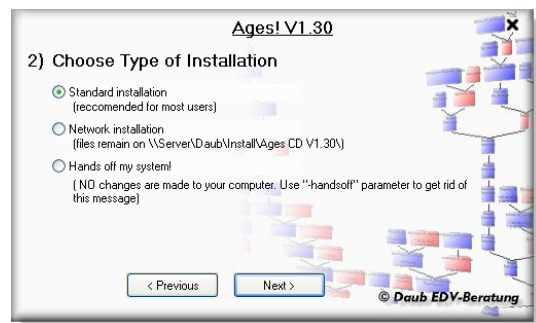 Ages! V1.30
2) Choose Type of Installation
Standard installation
(reccomended for most users)
Network installation
(files remain on \\Server\Daub\Install\Ages CD V1.30\)
Hands off my system!
( NO changes are made to your computer. Use "-handsoff" parameter to get rid of
this message)
< Previous
Next >
© Daub EDV-Beratung